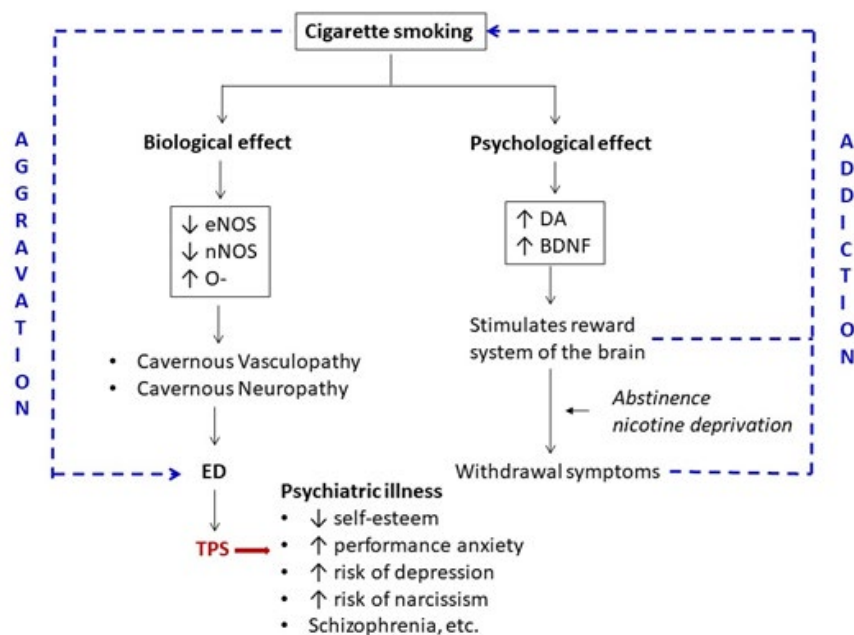 Cigarette smoking
AGGRAVATION
ADDICTION
Biological effect
Psychological effect
↓ eNOS
↓ nNOS
↑ O-
↑ DA
↑ BDNF
Stimulates reward
system of the brain
• Cavernous Vasculopathy
• Cavernous Neuropathy
Abstinence
nicotine deprivation
ED
Withdrawal symptoms
TPS
Psychiatric illness
• ↓ self-esteem
• ↑ performance anxiety
• ↑ risk of depression
• ↑ risk of narcissism
• Schizophrenia, etc.